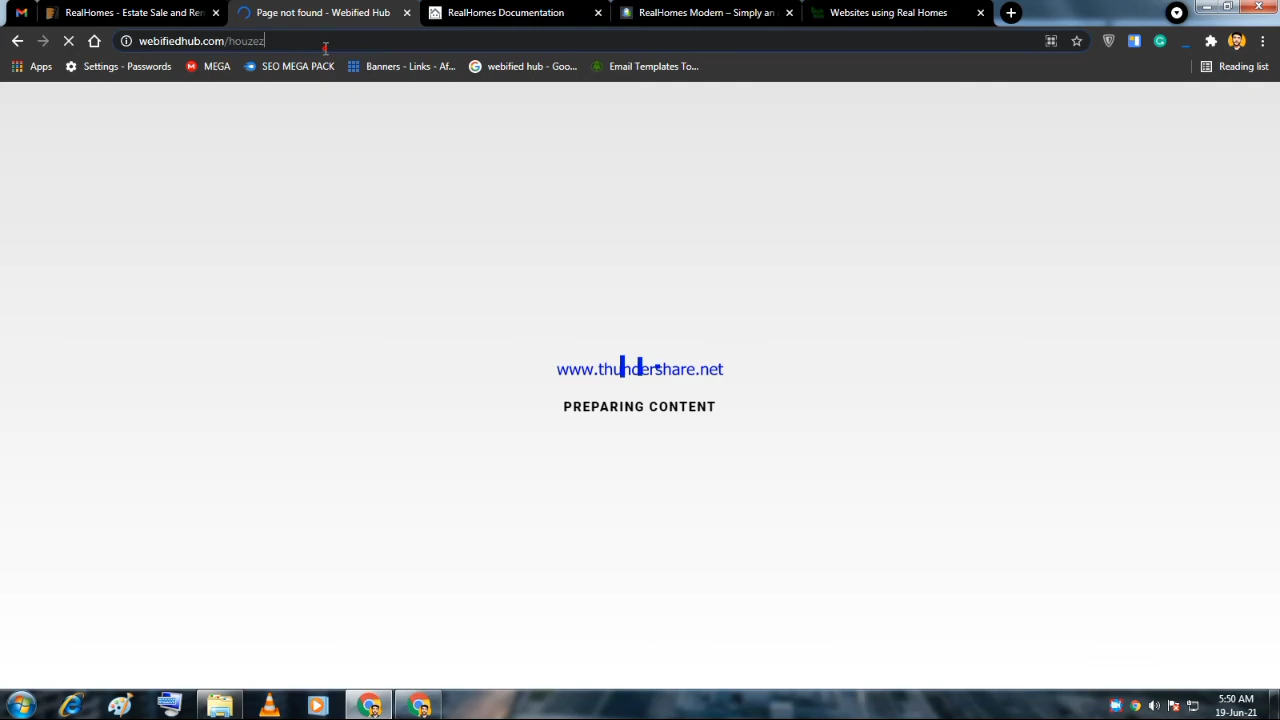 RealHomes - Estate Sale and Ren
Page not found - Webified Hub
RealHomes Documentation
RealHomes Modern – Simply an
Websites using Real Homes
webifiedhub.com/houzez
Apps
Settings - Passwords
MEGA
SEO MEGA PACK
Banners - Links - Af...
webified hub - Goo...
Email Templates To...
Reading list
www.thundershare.net
PREPARING CONTENT
5:50 AM
19-Jun-21